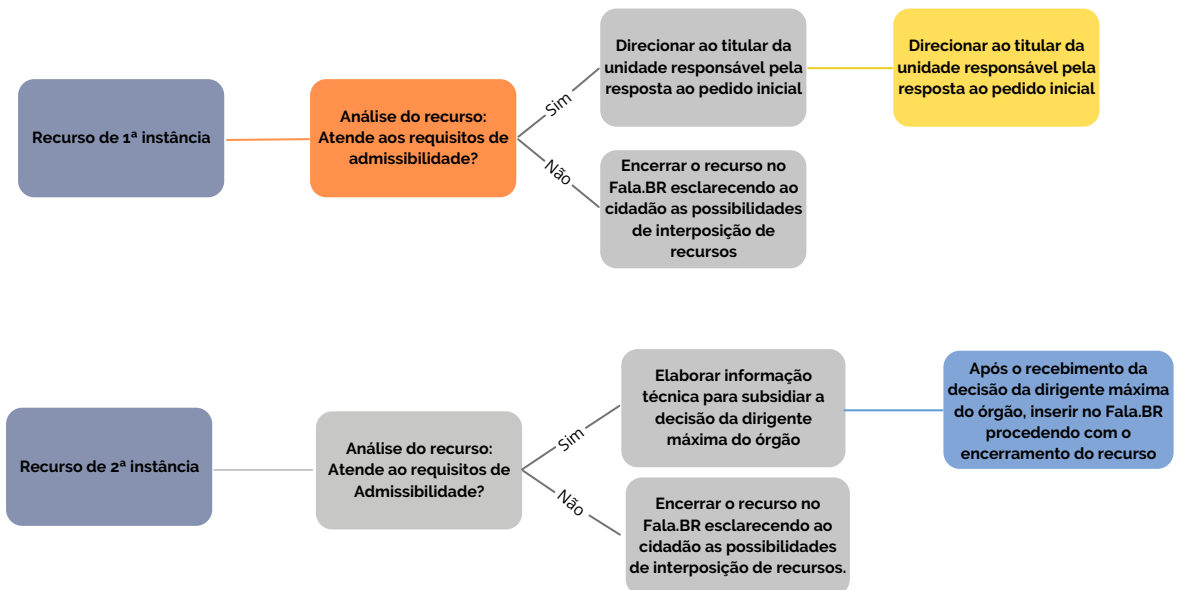 Recurso de 1ª instância
Análise do recurso:
Atende aos requisitos de
admissibilidade?
Sim
Não
Direcionar ao titular da
unidade responsável pela
resposta ao pedido inicial
Direcionar ao titular da
unidade responsável pela
resposta ao pedido inicial
Encerrar o recurso no
Fala.BR esclarecendo ao
cidadão as possibilidades
de interposição de
recursos
Recurso de 2ª instância
Análise do recurso:
Atende ao requisitos de
Admissibilidade?
Sim
Não
Elaborar informação
técnica para subsidiar a
decisão da dirigente
máxima do órgão
Após o recebimento da
decisão da dirigente máxima
do órgão, inserir no Fala.BR
procedendo com o
encerramento do recurso
Encerrar o recurso no
Fala.BR esclarecendo ao
cidadão as possibilidades
de interposição de recursos.